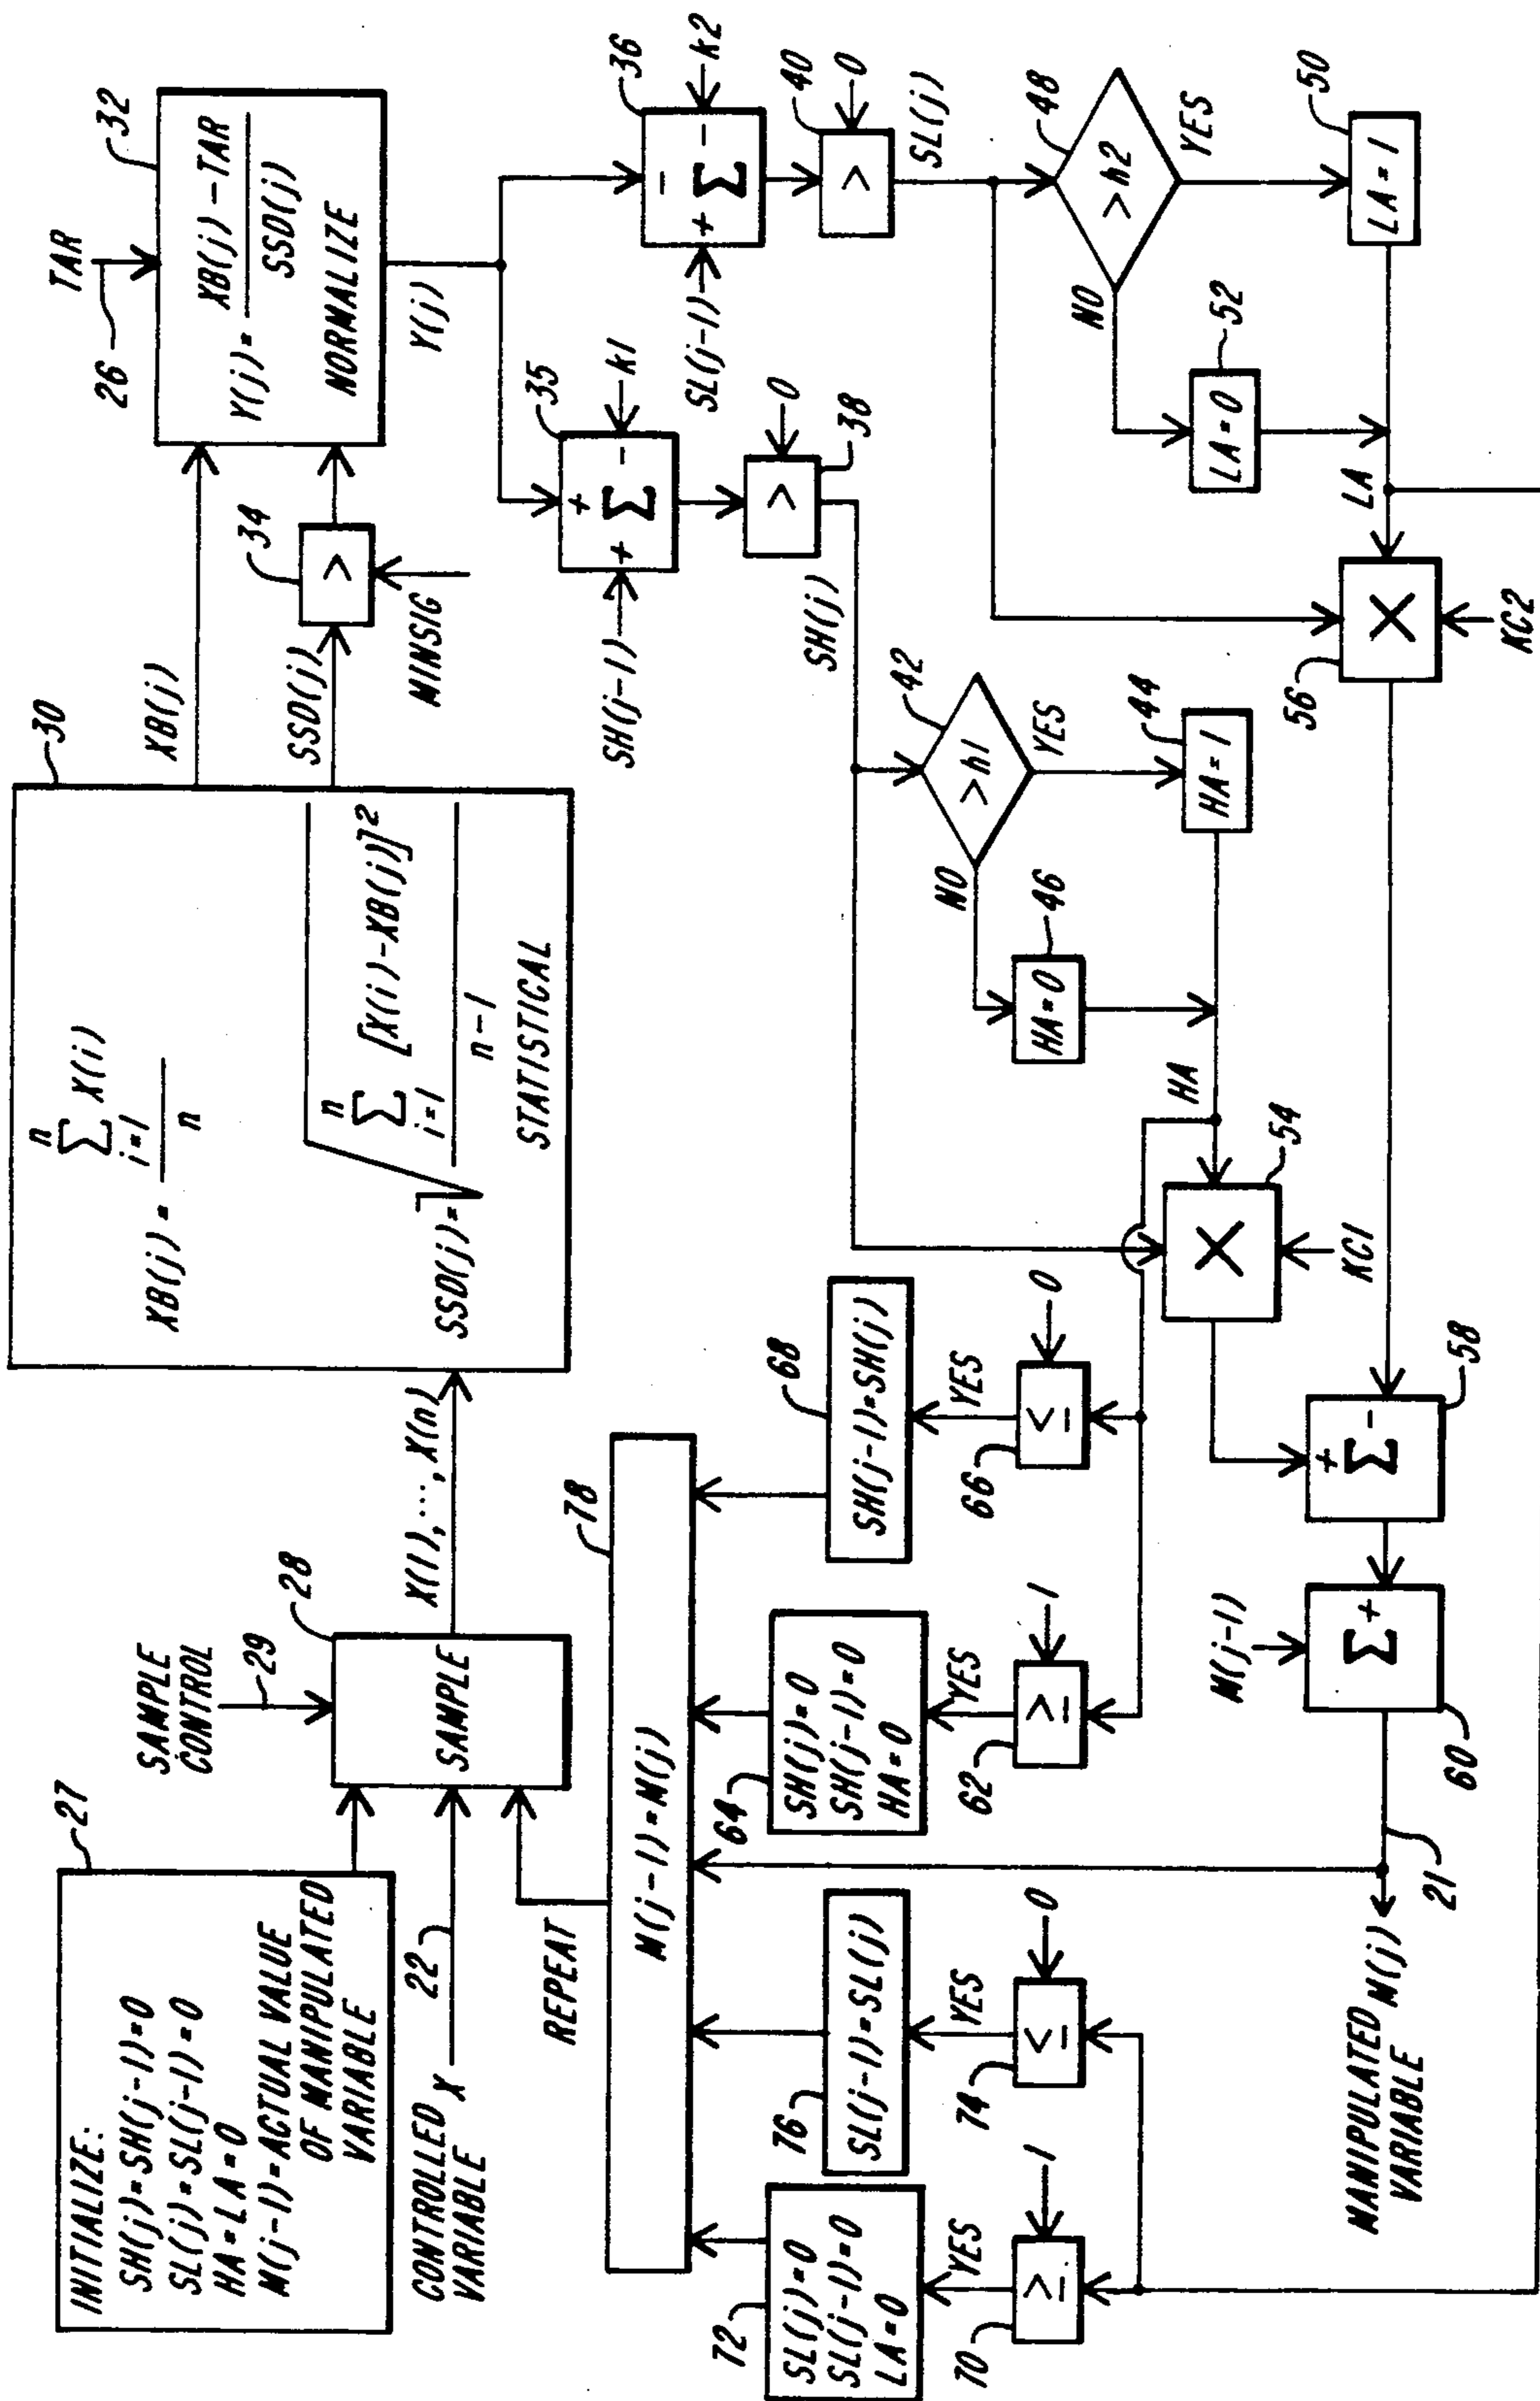 27
INITIALIZE:
SH(j)=SH(j-1)=0
SL(j)=SL(j-1)=0
HA=LA=0
M(j-1)=ACTUAL VALUE
OF MANIPULATED
VARIABLE
SAMPLE
CONTROL
29
28
SAMPLE
CONTROLLED
VARIABLE
X
22
REPEAT
X(1),···,X(n)
30
XB(j) = n Σ i=1 X(i) / n
SSD(j)=√ n Σ i=1 [X(i)-XB(j)]² / n-1
STATISTICAL
XB(j)
SSD(j)
34
>
MINSIG
TAR
26
32
Y(j)= XB(j)-TAR / SSD(j)
NORMALIZE
Y(j)
35
+
+ Σ -
k1
SH(j-1)
36
-
+ Σ -
k2
SL(j-1)
>
0
38
SH(j)
40
>
0
SL(j)
42
>h1
NO
YES
44
HA=1
46
HA=0
HA
48
>h2
NO
YES
50
LA=1
52
LA=0
LA
54
X
KC1
56
X
KC2
58
+
Σ -
60
Σ +
M(j-1)
21
MANIPULATED
VARIABLE
M(j)
78
M(j-1)=M(j)
72
SL(j)=0
SL(j-1)=0
LA=0
YES
70
≥
1
76
SL(j-1)=SL(j)
YES
74
≤
0
64
SH(j)=0
SH(j-1)=0
HA=0
YES
62
≥
1
68
SH(j-1)=SH(j)
YES
66
≤
0